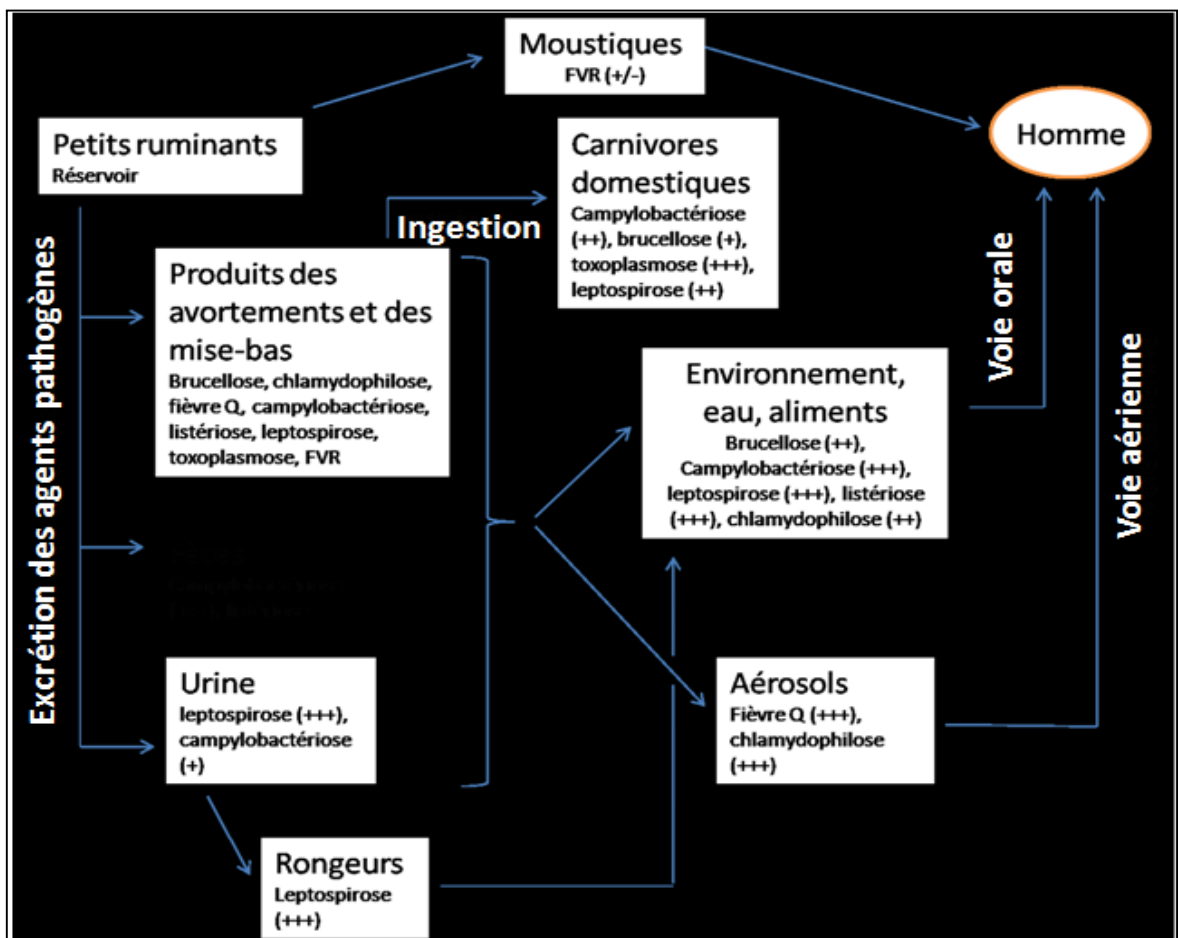 Moustiques
FVR (+/-)
Homme
Petits ruminants
Réservoir
Carnivores
domestiques
Campylobactériose
(++), brucellose (+),
toxoplasmose (+++),
leptospirose (++)
Ingestion
Excrétion des agents pathogènes
Produits des
avortements et des
mise-bas
Brucellose, chlamydophilose,
fièvre Q, campylobactériose,
listériose, leptospirose,
toxoplasmose, FVR
Environnement,
eau, aliments
Brucellose (++),
Campylobactériose (+++),
leptospirose (+++), listériose
(+++), chlamydophilose (++)
Voie orale
Voie aérienne
Urine
leptospirose (+++),
campylobactériose
(+)
Aérosols
Fièvre Q (+++),
chlamydophilose
(+++)
Rongeurs
Leptospirose
(+++)